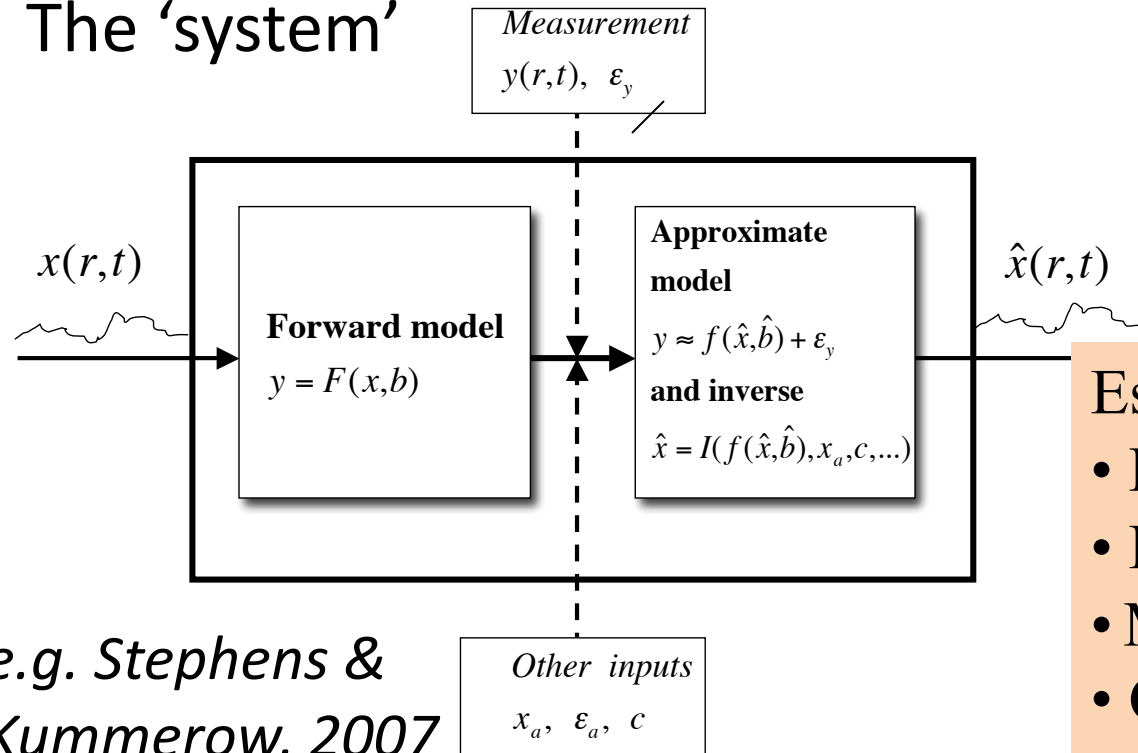 The ‘system’
Measurement
y(r,t), ε_y
x(r,t)
Forward model
y = F(x,b)
Approximate
model
y ≈ f(x̂,b̂) + ε_y
and inverse
x̂ = I(f(x̂,b̂),x_a,c,...)
x̂(r,t)
e.g. Stephens &
Kummerow, 2007
Other inputs
x_a, ε_a, c